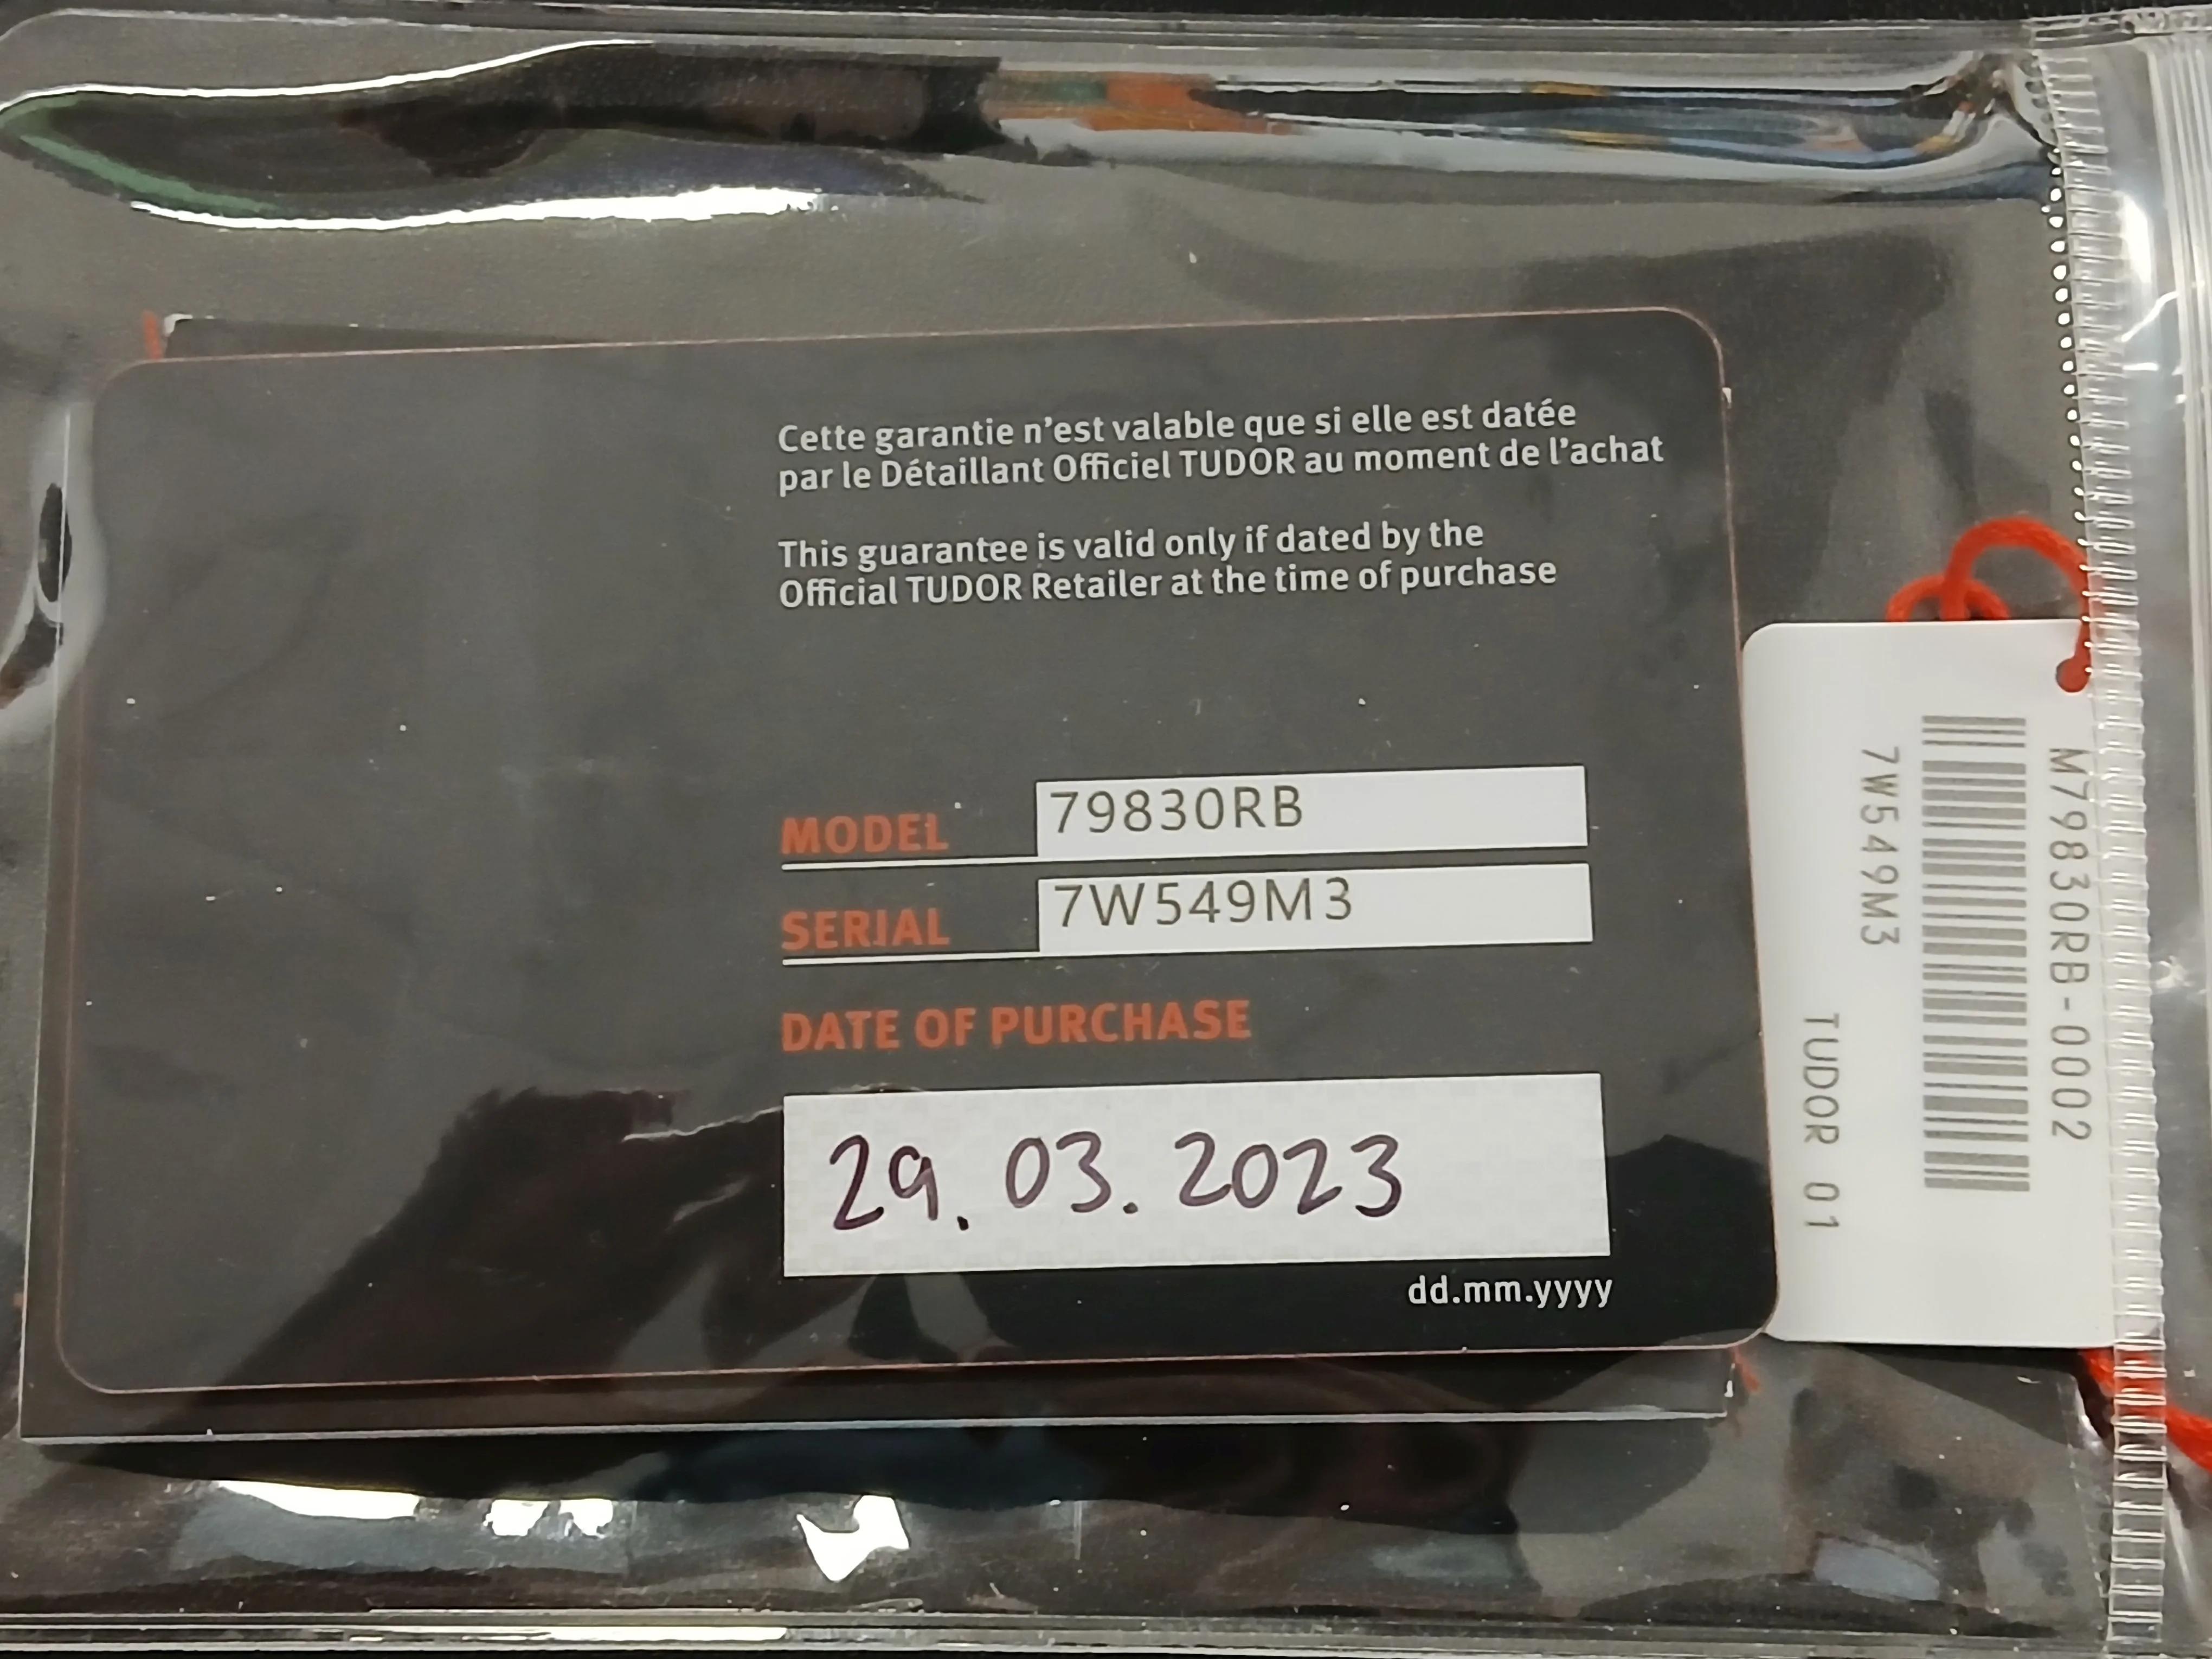 Cette garantie n'est valable que si elle est datée
par le Détaillant Officiel TUDOR au moment de l'achat
This guarantee is valid only if dated by the
Official TUDOR Retailer at the time of purchase
MODEL 79830RB
SERIAL 7W549M3
DATE OF PURCHASE
29.03.2023
dd.mm.yyyy
M79830RB-0002
7W549M3
TUDOR 01